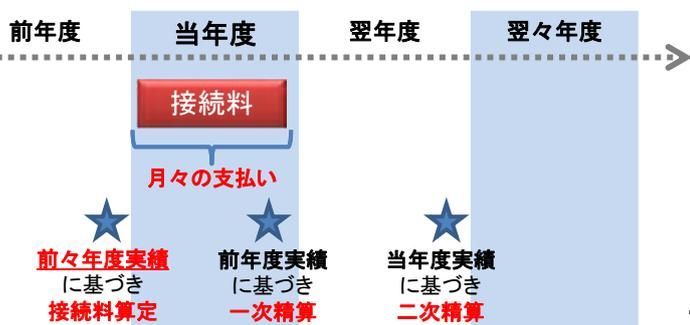 前年度 当年度 翌年度 翌々年度
接続料
月々の支払い
前々年度実績 前年度実績 当年度実績
に基づき に基づき に基づき
接続料算定 一次精算 二次精算